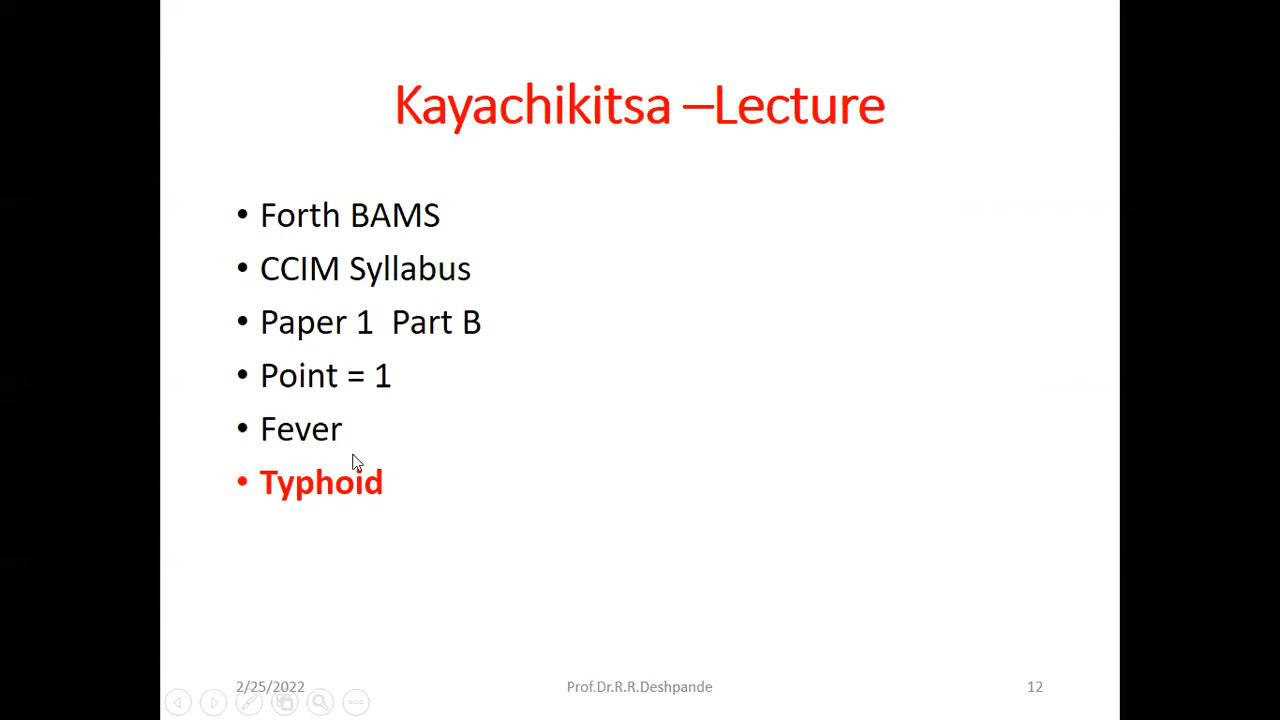 Kayachikitsa –Lecture
• Forth BAMS
• CCIM Syllabus
• Paper 1  Part B
• Point = 1
• Fever
• Typhoid
2/25/2022
Prof.Dr.R.R.Deshpande
12